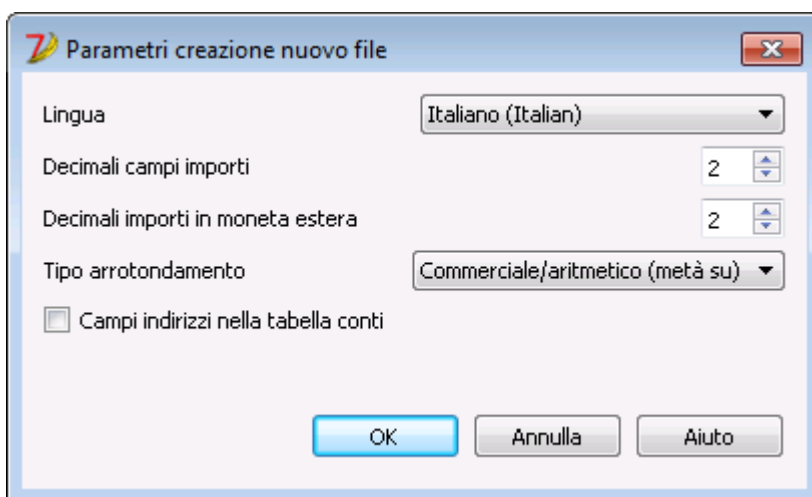 Parametri creazione nuovo file
Lingua Italiano (Italian)
Decimali campi importi 2
Decimali importi in moneta estera 2
Tipo arrotondamento Commerciale/aritmetico (metà su)
Campi indirizzi nella tabella conti
OK Annulla Aiuto